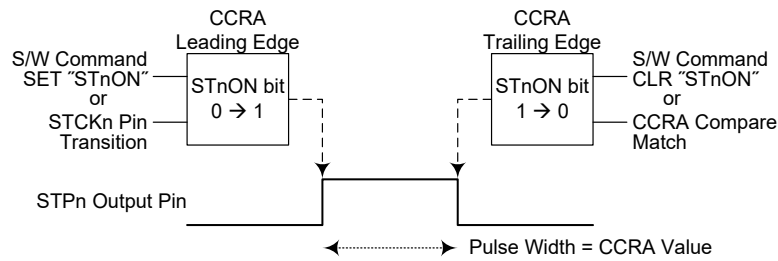 CCRA
Leading Edge
S/W Command
SET ˝STnON˝
or
STCKn Pin
Transition
STnON bit
0 → 1
CCRA
Trailing Edge
STnON bit
1 → 0
S/W Command
CLR ˝STnON˝
or
CCRA Compare
Match
STPn Output Pin
Pulse Width = CCRA Value